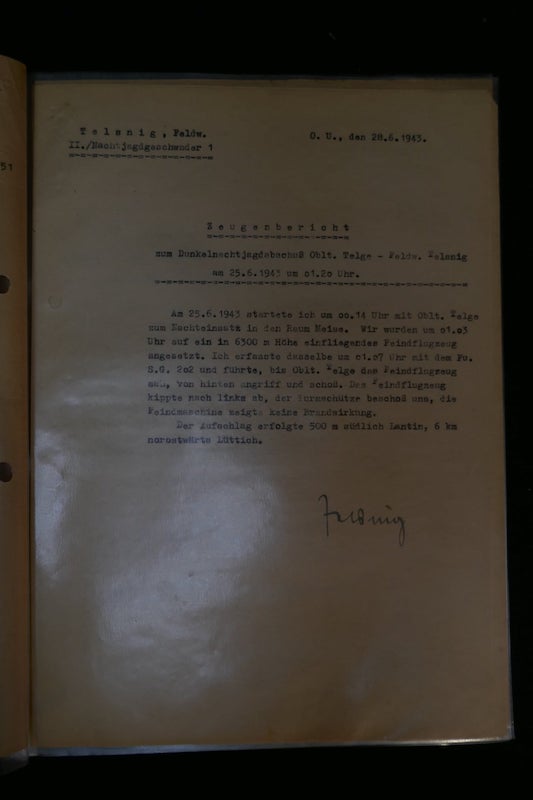 51
Telsnig, Feldw.
II./Nachtjagdgeschwader 1
O. U., den 28.6.1943.
Zeugenbericht
zum Dunkelnachtjagdabschuß Oblt. Telge - Feldw. Telsnig
am 25.6.1943 um 01.20 Uhr.
Am 25.6.1943 startete ich um 00.14 Uhr mit Oblt. Telge
zum Nachteinsatz in den Raum Meise. Wir wurden um 01.03
Uhr auf ein in 6300 m Höhe einfliegendes Feindflugzeug
angesetzt. Ich erfasste dasselbe um 01.07 Uhr mit dem Fu.
S.G. 202 und führte, bis Oblt. Telge das Feindflugzeug
sah, von hinten angriff und schoß. Das Feindflugzeug
kippte nach links ab, der Turmschütze beschoß uns, die
Feindmaschine zeigte keine Brandwirkung.
Der Aufschlag erfolgte 500 m südlich Lantin, 6 km
nordostwärts Lüttich.
Telsnig